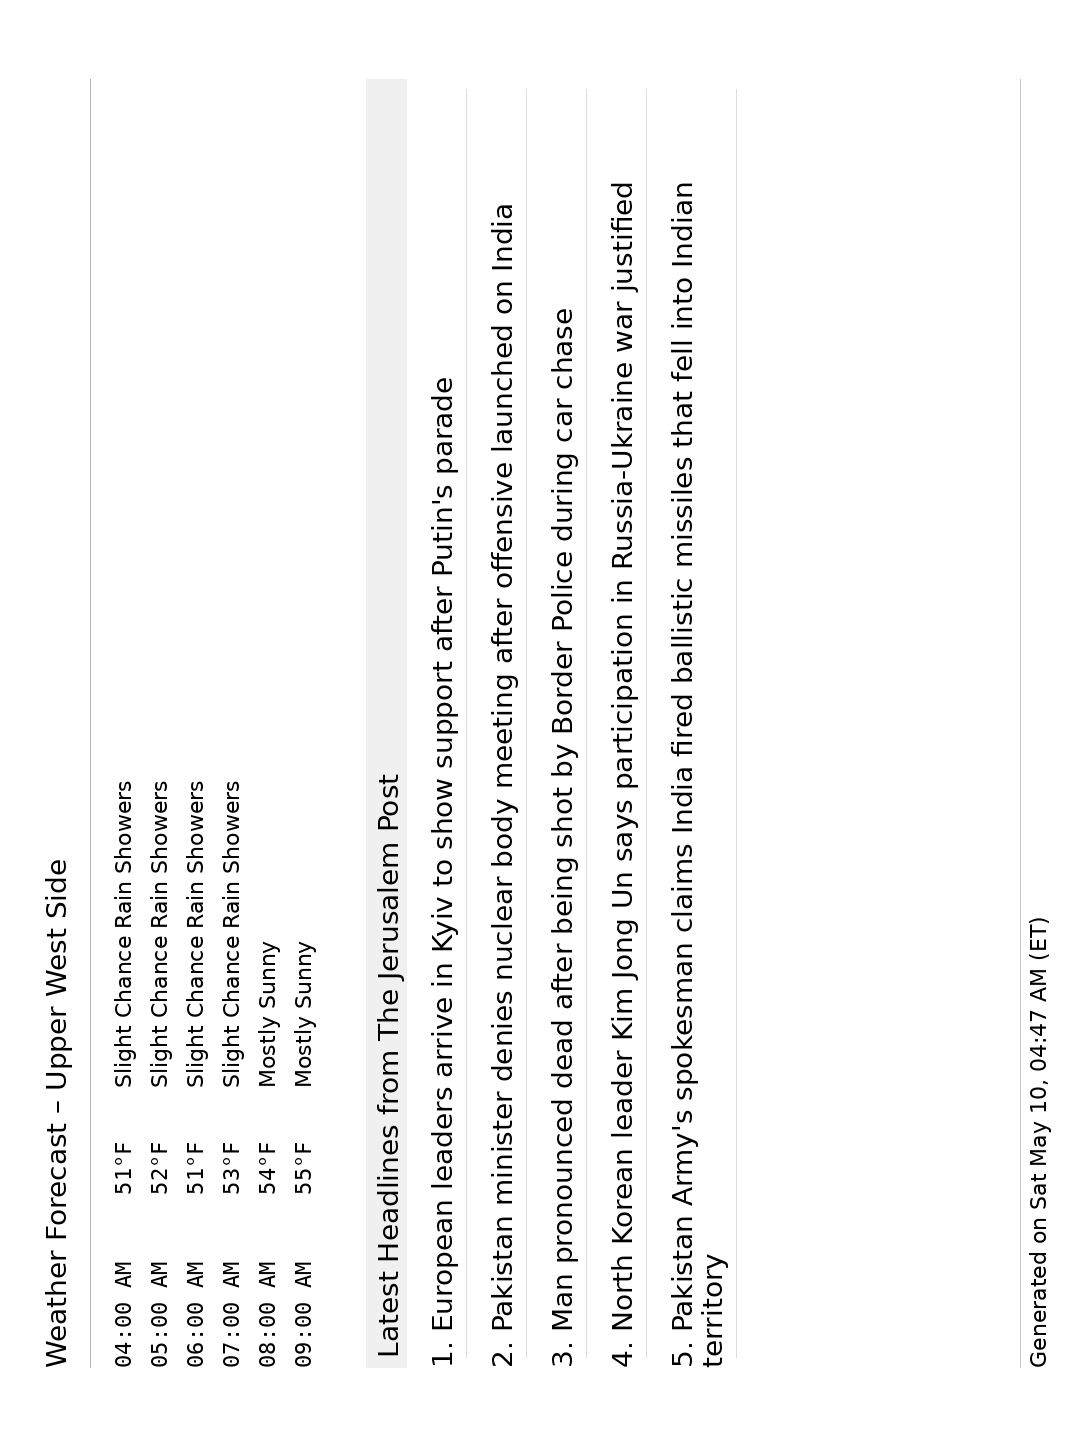 Weather Forecast – Upper West Side
04:00 AM 51°F Slight Chance Rain Showers
05:00 AM 52°F Slight Chance Rain Showers
06:00 AM 51°F Slight Chance Rain Showers
07:00 AM 53°F Slight Chance Rain Showers
08:00 AM 54°F Mostly Sunny
09:00 AM 55°F Mostly Sunny
Latest Headlines from The Jerusalem Post
1. European leaders arrive in Kyiv to show support after Putin's parade
2. Pakistan minister denies nuclear body meeting after offensive launched on India
3. Man pronounced dead after being shot by Border Police during car chase
4. North Korean leader Kim Jong Un says participation in Russia-Ukraine war justified
5. Pakistan Army's spokesman claims India fired ballistic missiles that fell into Indian
territory
Generated on Sat May 10, 04:47 AM (ET)